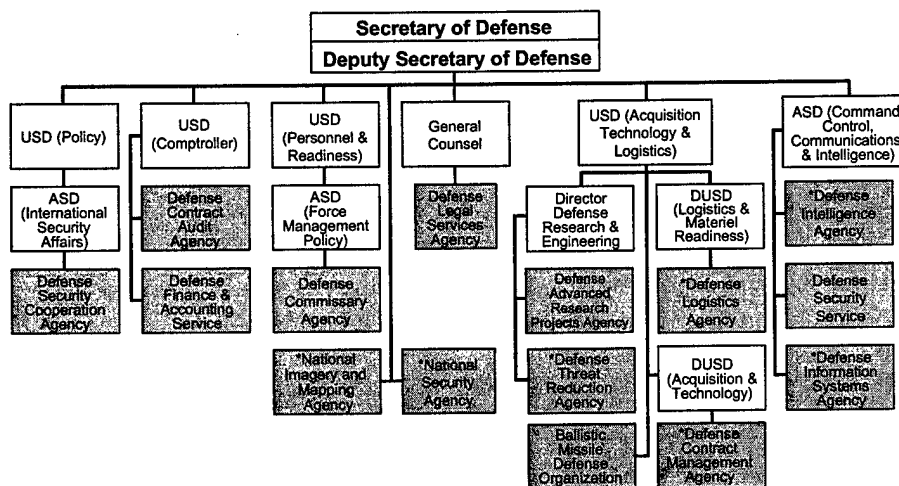 Secretary of Defense
Deputy Secretary of Defense
USD (Policy)
USD
(Comptroller)
USD
(Personnel &
Readiness)
General
Counsel
USD (Acquisition
Technology &
Logistics)
ASD (Command
Control,
Communications
& Intelligence)
ASD
(International
Security
Affairs)
Defense
Contract
Audit
Agency
ASD
(Force
Management
Policy)
Defense
Legal
Services
Agency
Director
Defense
Research &
Engineering
DUSD
(Logistics &
Materiel
Readiness)
*Defense
Intelligence
Agency
Defense
Security
Cooperation
Agency
Defense
Finance &
Accounting
Service
Defense
Commissary
Agency
Defense
Advanced
Research
Projects Agency
*Defense
Logistics
Agency
Defense
Security
Service
*National
Imagery and
Mapping
Agency
*National
Security
Agency
*Defense
Threat
Reduction
Agency
DUSD
(Acquisition &
Technology)
*Defense
Information
Systems
Agency
Ballistic
Missile
Defense
Organization
*Defense
Contract
Management
Agency